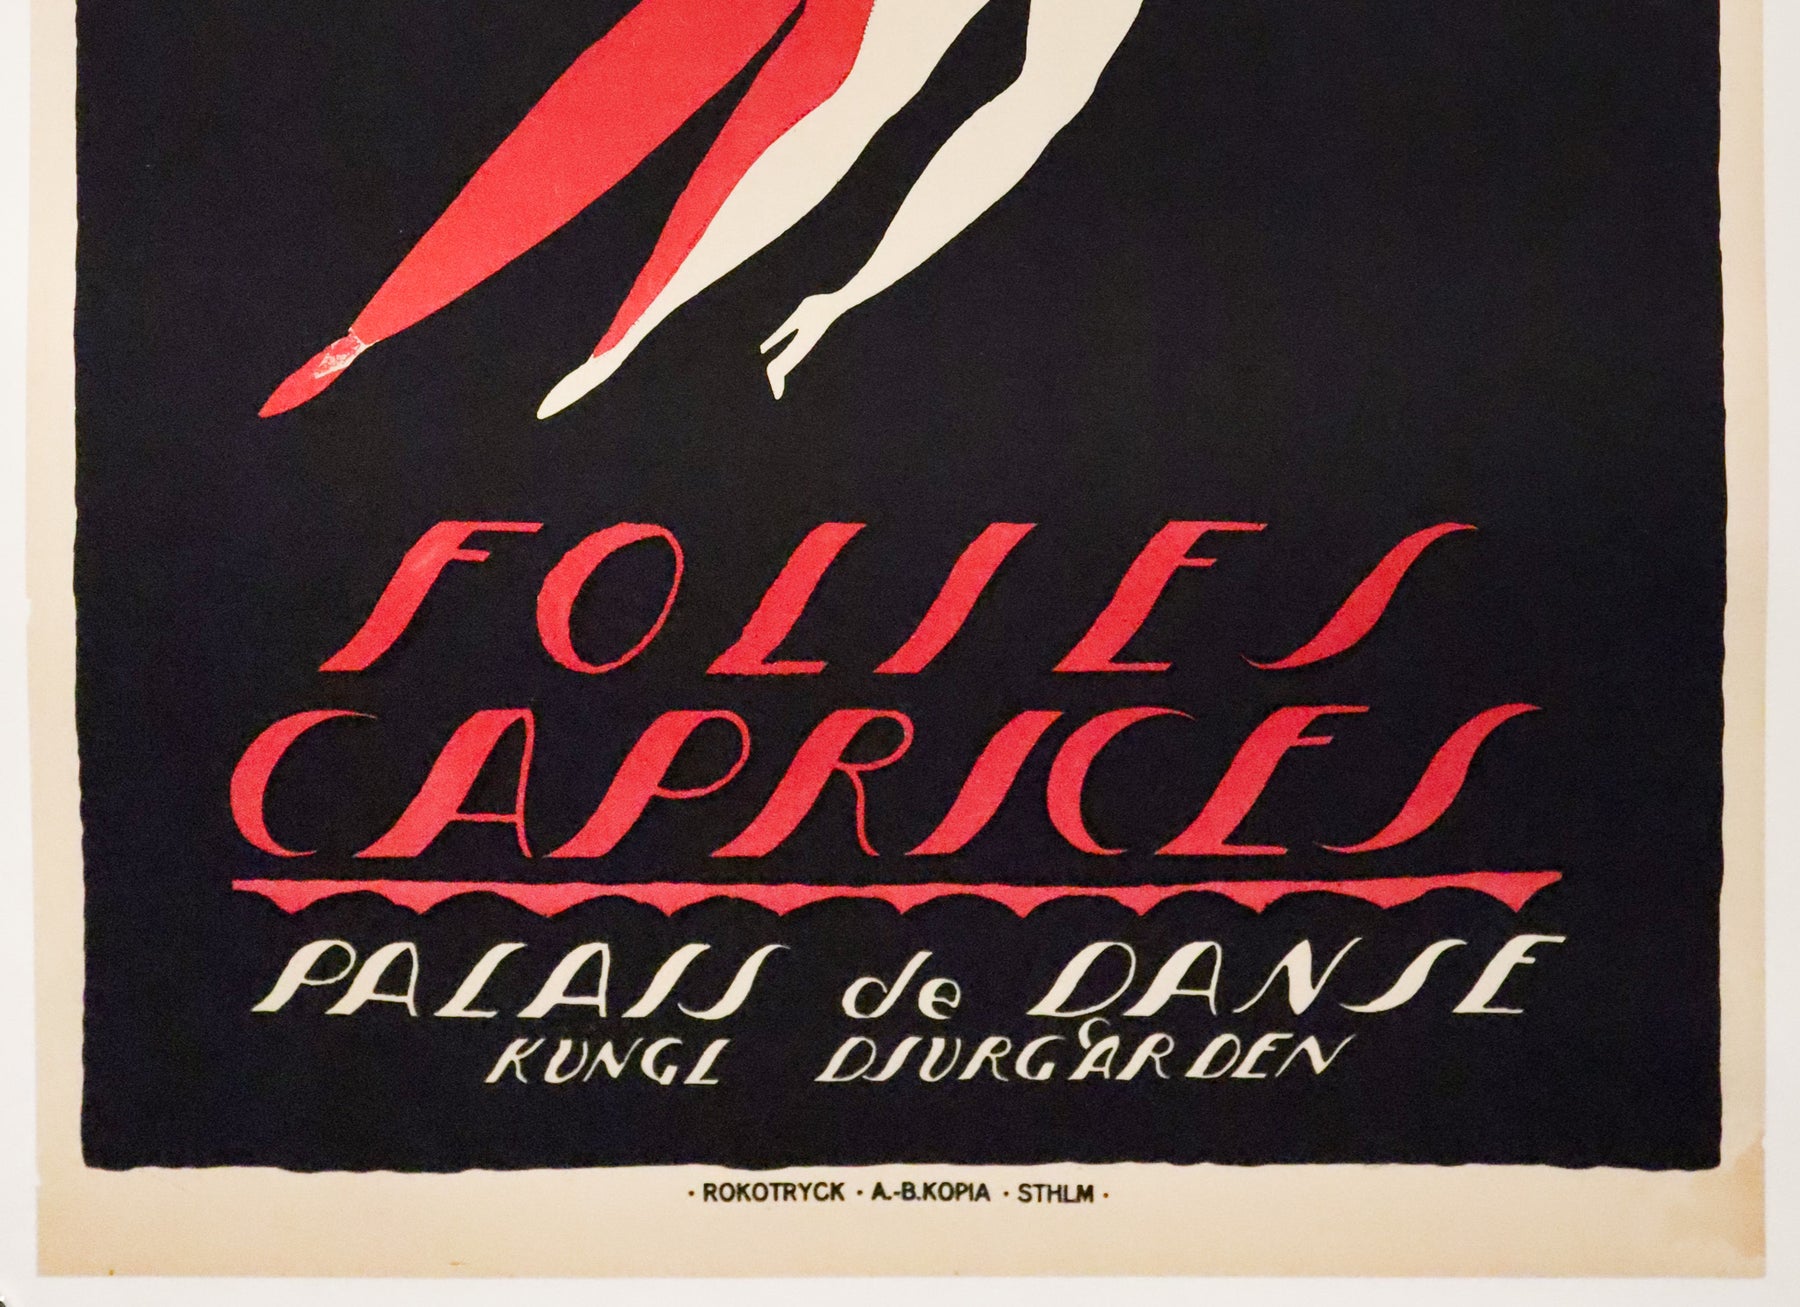 FOLIES
CAPRICES
PALAIS de DANSE
KUNGL DJURGÅRDEN
· ROKOTRYCK · A.-B. KOPIA · STHLM ·